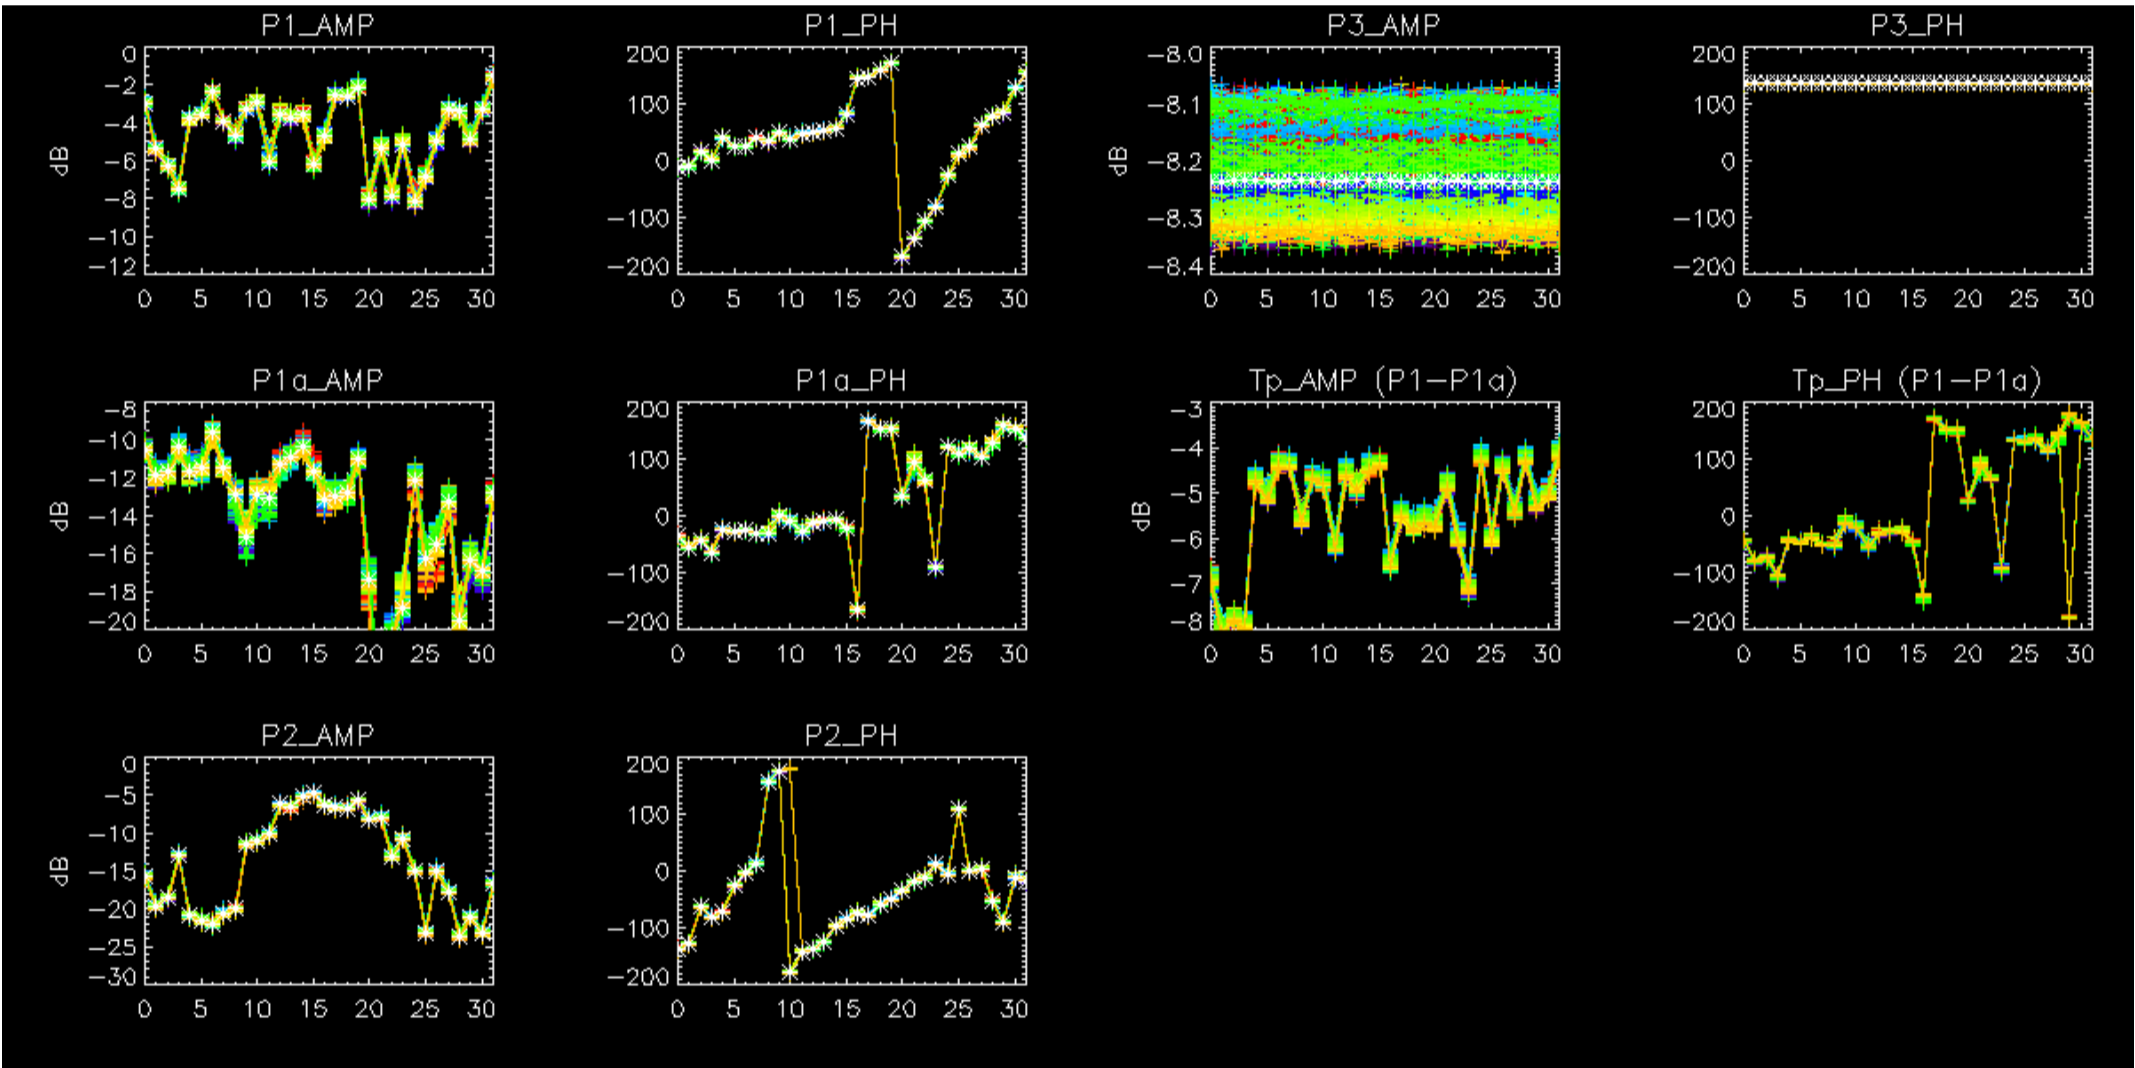 P1_AMP
0
−2
−4
−6
−8
−10
−12
dB
0 5 10 15 20 25 30
P1_PH
200
100
0
−100
−200
0 5 10 15 20 25 30
P3_AMP
−8.0
−8.1
−8.2
−8.3
−8.4
dB
0 5 10 15 20 25 30
P3_PH
200
100
0
−100
−200
0 5 10 15 20 25 30
P1a_AMP
−8
−10
−12
−14
−16
−18
−20
dB
0 5 10 15 20 25 30
P1a_PH
200
100
0
−100
−200
0 5 10 15 20 25 30
Tp_AMP (P1−P1a)
−3
−4
−5
−6
−7
−8
dB
0 5 10 15 20 25 30
Tp_PH (P1−P1a)
200
100
0
−100
−200
0 5 10 15 20 25 30
P2_AMP
0
−5
−10
−15
−20
−25
−30
dB
0 5 10 15 20 25 30
P2_PH
200
100
0
−100
−200
0 5 10 15 20 25 30